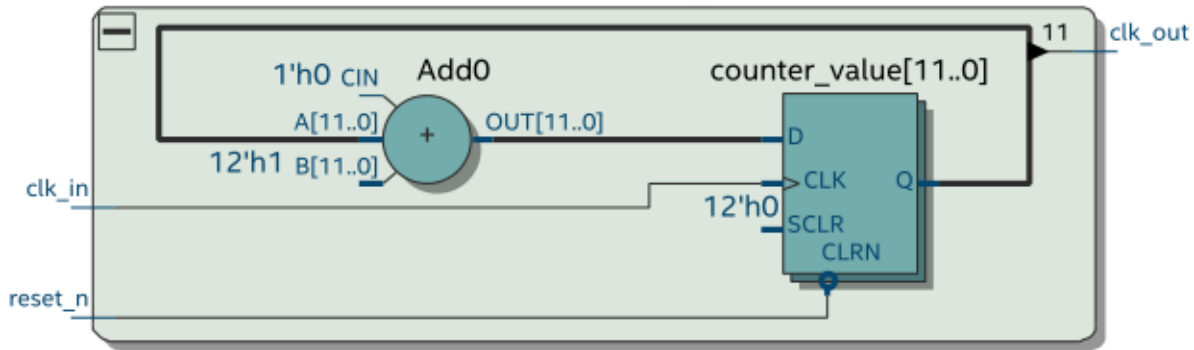 11 clk_out
1'h0 CIN Add0 counter_value[11..0]
A[11..0] + OUT[11..0] D
12'h1 B[11..0] CLK Q
clk_in 12'h0
SCLR
CLRN
reset_n